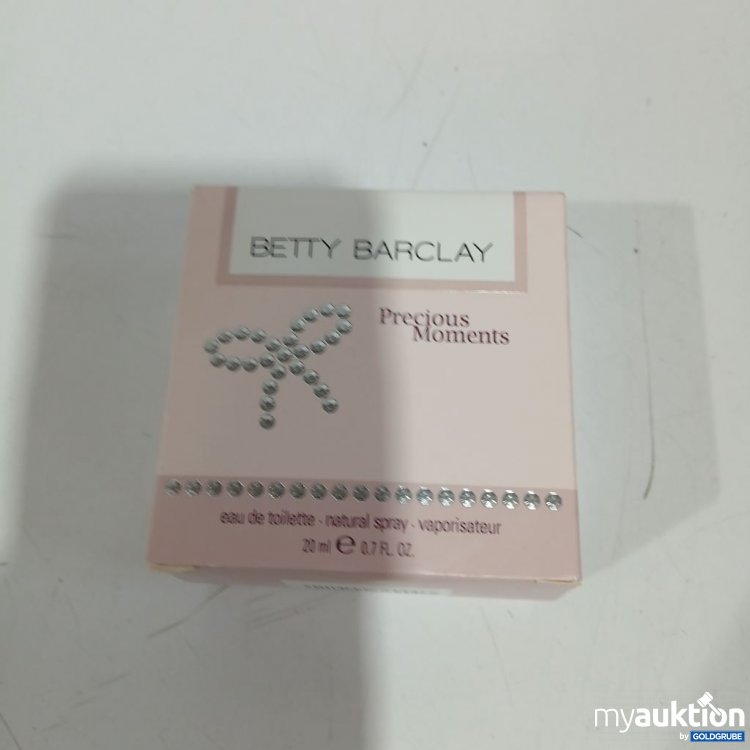 BETTY BARCLAY
Precious
Moments
eau de toilette · natural spray · vaporisateur
20 ml ℮ 0.7 FL. OZ.
myauktion
by GOLDGRUBE